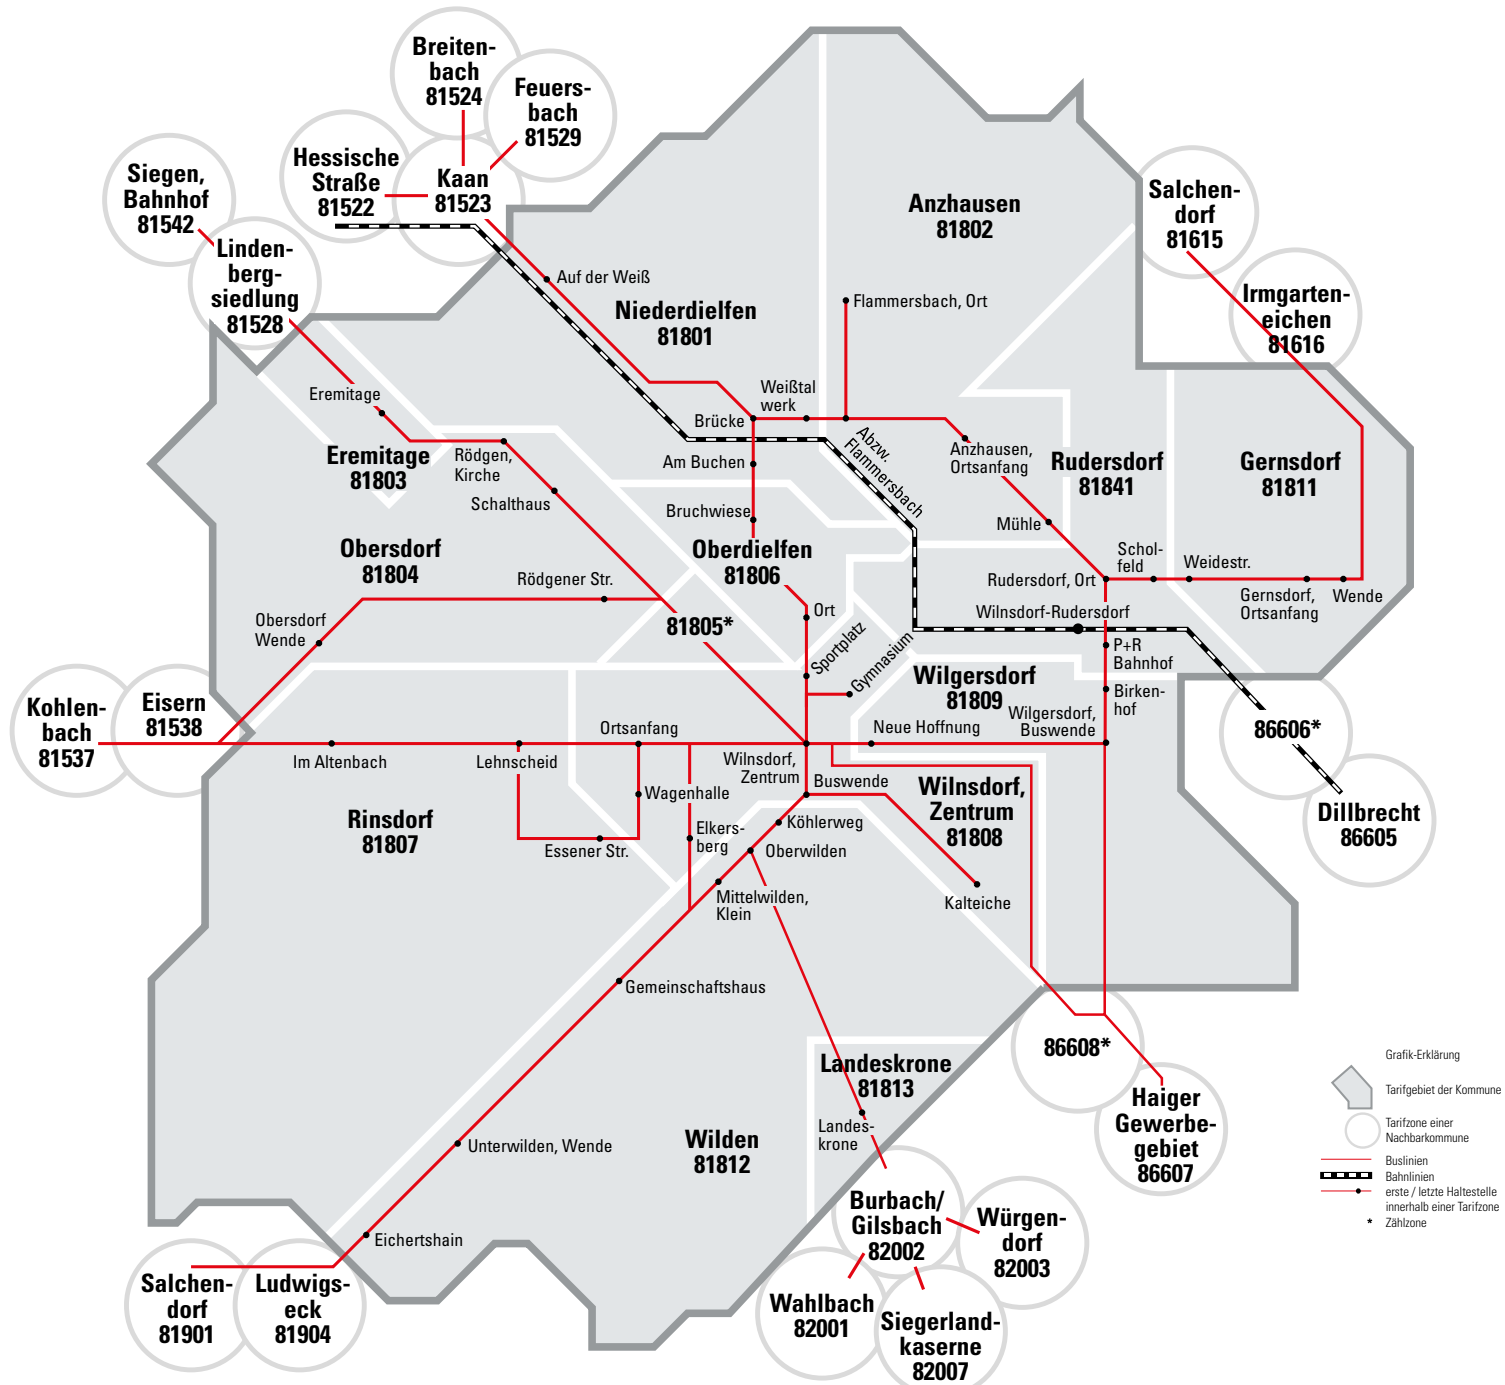 Breiten-
bach
81524
Feuers-
bach
81529
Hessische
Straße
81522
Kaan
81523
Siegen,
Bahnhof
81542
Linden-
berg-
siedlung
81528
Salchen-
dorf
81615
Irmgarten-
eichen
81616
Anzhausen
81802
Auf der Weiß
Niederdielfen
81801
Flammersbach, Ort
Weißtal
werk
Brücke
Abzw.
Flammersbach
Anzhausen,
Ortsanfang
Rudersdorf
81841
Gernsdorf
81811
Eremitage
Eremitage
81803
Rödgen,
Kirche
Schalthaus
Am Buchen
Bruchwiese
Mühle
Obersdorf
81804
Oberdielfen
81806
Rödgener Str.
Schol-
feld
Weidestr.
Rudersdorf, Ort
Gernsdorf,
Ortsanfang
Wende
Obersdorf
Wende
81805*
Ort
Wilnsdorf-Rudersdorf
Sportplatz
Gymnasium
P+R
Bahnhof
Wilgersdorf
81809
Birken-
hof
Kohlen-
bach
81537
Eisern
81538
Ortsanfang
Neue Hoffnung
Wilgersdorf,
Buswende
86606*
Im Altenbach
Lehnscheid
Wilnsdorf,
Zentrum
Buswende
Wagenhalle
Wilnsdorf,
Zentrum
81808
Dillbrecht
86605
Rinsdorf
81807
Essener Str.
Elkers-
berg
Köhlerweg
Oberwilden
Mittelwilden,
Klein
Kalteiche
Gemeinschaftshaus
86608*
Landeskrone
81813
Landes-
krone
Haiger
Gewerbe-
gebiet
86607
Unterwilden, Wende
Wilden
81812
Eichertshain
Burbach/
Gilsbach
82002
Würgen-
dorf
82003
Salchen-
dorf
81901
Ludwigs-
eck
81904
Wahlbach
82001
Siegerland-
kaserne
82007
Grafik-Erklärung
Tarifgebiet der Kommune
Tarifzone einer
Nachbarkommune
Buslinien
Bahnlinien
erste / letzte Haltestelle
innerhalb einer Tarifzone
* Zählzone